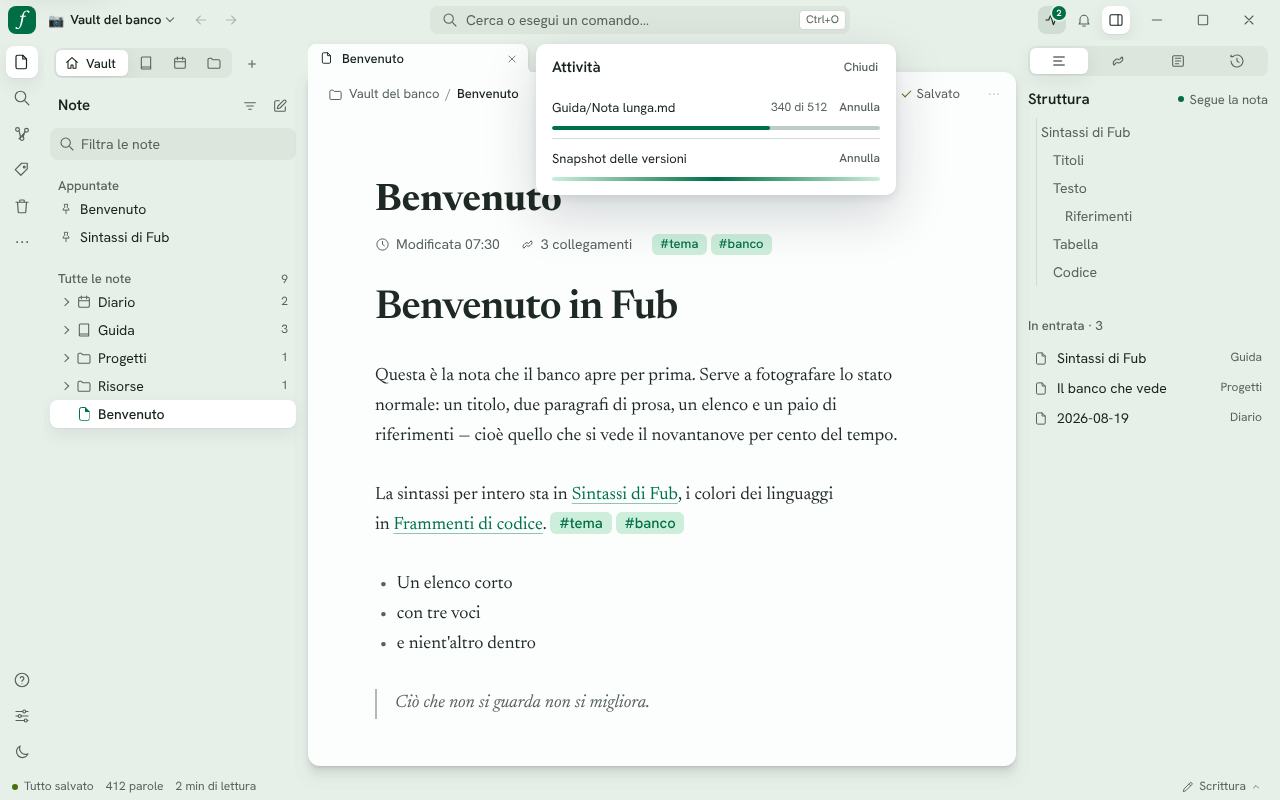 Vault del banco
Cerca o esegui un comando…
Ctrl+O
2
Vault
Note
Filtra le note
Appuntate
Benvenuto
Sintassi di Fub
Tutte le note 9
Diario 2
Guida 3
Progetti 1
Risorse 1
Benvenuto
Benvenuto
Vault del banco / Benvenuto
Salvato
Attività
Chiudi
Guida/Nota lunga.md 340 di 512 Annulla
Snapshot delle versioni Annulla
Benvenuto
Modificata 07:30 3 collegamenti #tema #banco
Benvenuto in Fub
Questa è la nota che il banco apre per prima. Serve a fotografare lo stato
normale: un titolo, due paragrafi di prosa, un elenco e un paio di
riferimenti — cioè quello che si vede il novantanove per cento del tempo.
La sintassi per intero sta in Sintassi di Fub, i colori dei linguaggi
in Frammenti di codice. #tema #banco
• Un elenco corto
• con tre voci
• e nient'altro dentro
Ciò che non si guarda non si migliora.
Struttura
Segue la nota
Sintassi di Fub
Titoli
Testo
Riferimenti
Tabella
Codice
In entrata · 3
Sintassi di Fub Guida
Il banco che vede Progetti
2026-08-19 Diario
Tutto salvato 412 parole 2 min di lettura
Scrittura